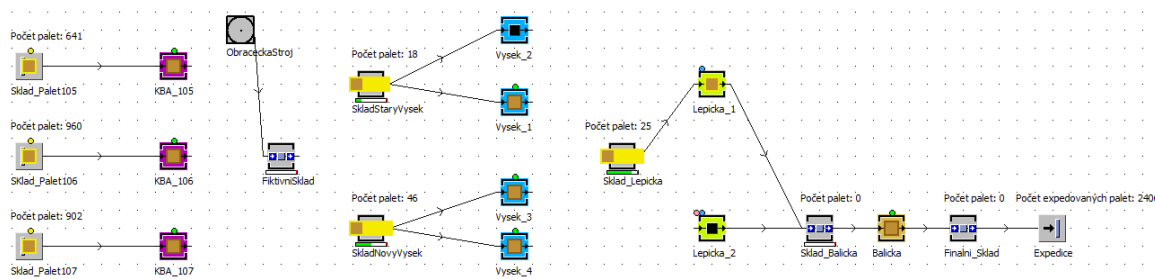 Počet palet: 641
Sklad_Palet105
KBA_105
ObraceckaStroj
Počet palet: 18
SkladStaryVysek
Vysek_2
Vysek_1
Počet palet: 960
SKlad_Palet106
KBA_106
FiktivniSklad
Počet palet: 25
Sklad_Lepicka
Lepicka_1
Počet palet: 902
SKlad_Palet107
KBA_107
Počet palet: 46
SkladNovyVysek
Vysek_3
Vysek_4
Lepicka_2
Počet palet: 0
Sklad_Balicka
Balicka
Počet palet: 0
Finalni_Sklad
Počet expedovaných palet: 2406
Expedice